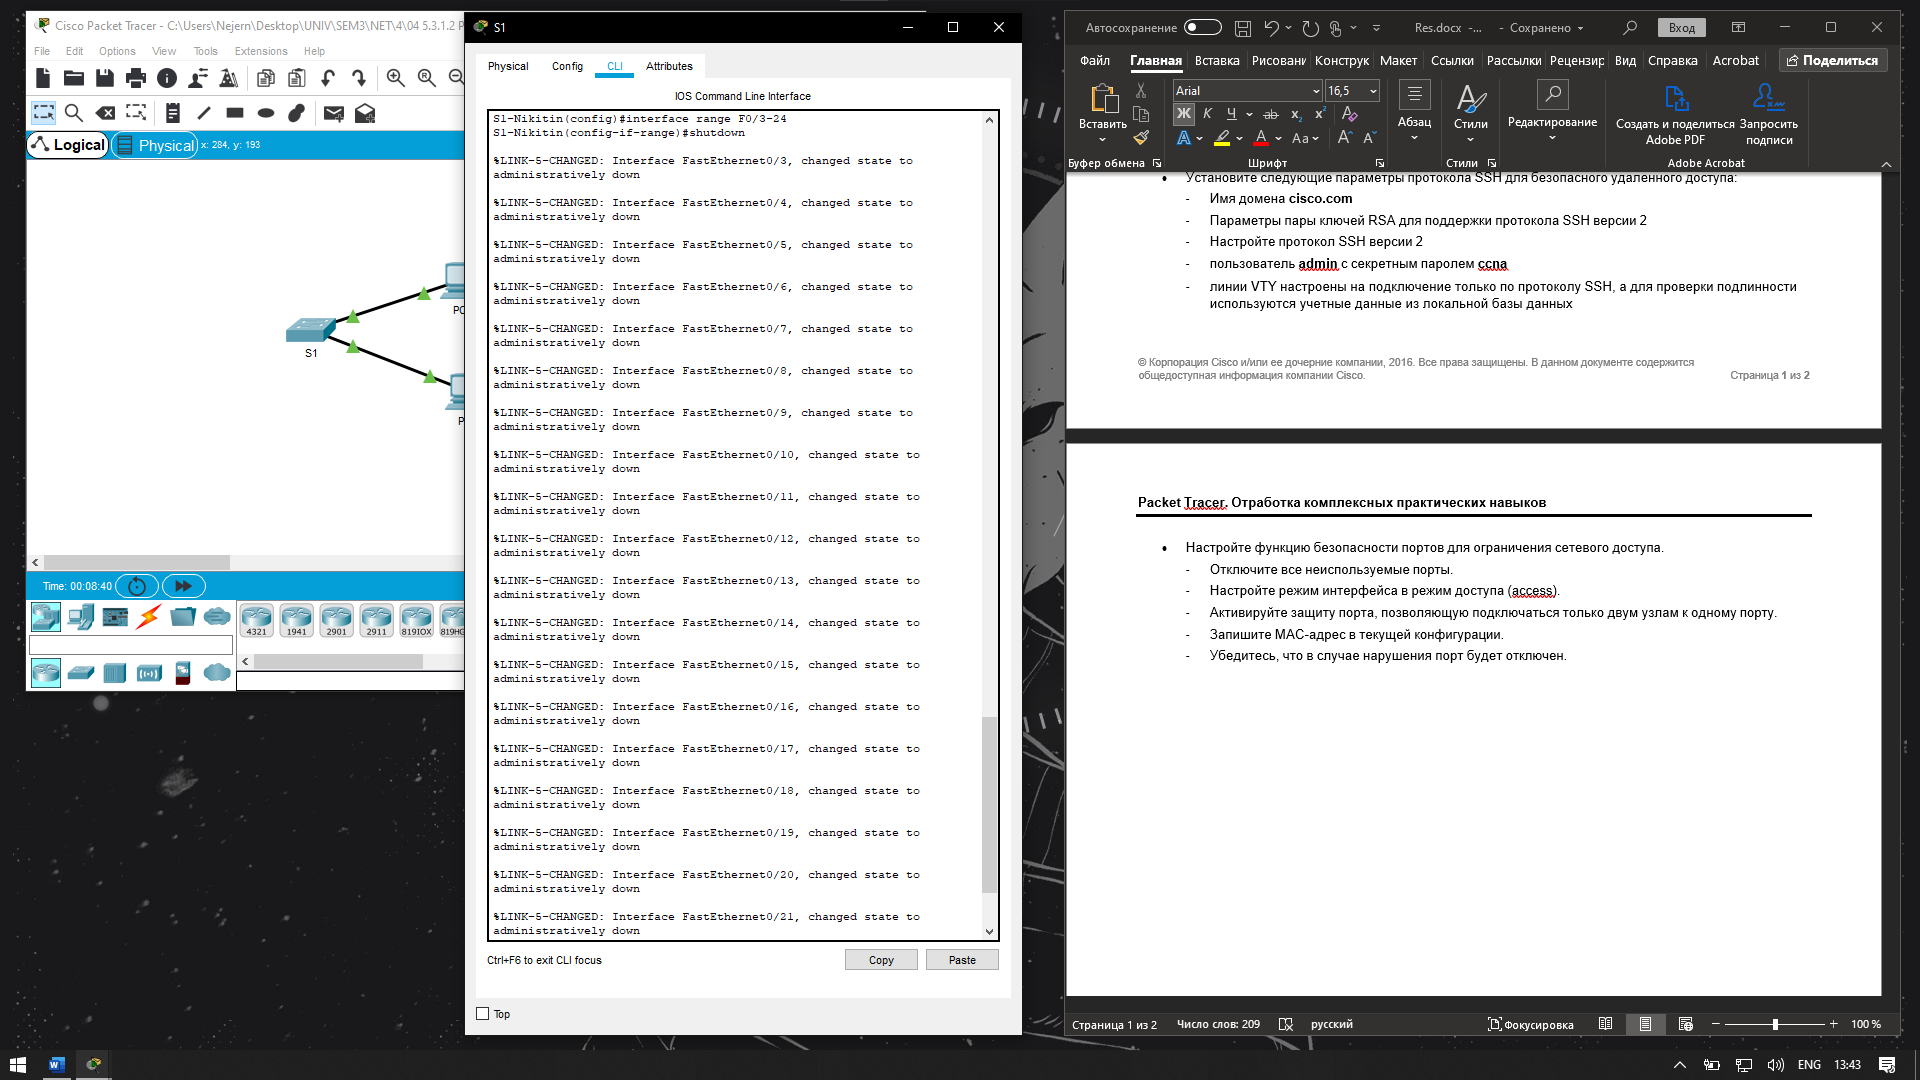 Cisco Packet Tracer - C:\Users\Nejern\Desktop\UNIV\SEM3\NET\4\04 5.3.1.2 P
File Edit Options View Tools Extensions Help
Logical
Physical
x: 284, y: 193
S1
Time: 00:08:40
4321
1941
2901
2911
819IOX
S1
Physical Config CLI Attributes
IOS Command Line Interface
S1-Nikitin(config)#interface range F0/3-24
S1-Nikitin(config-if-range)#shutdown
%LINK-5-CHANGED: Interface FastEthernet0/3, changed state to
administratively down
%LINK-5-CHANGED: Interface FastEthernet0/4, changed state to
administratively down
%LINK-5-CHANGED: Interface FastEthernet0/5, changed state to
administratively down
%LINK-5-CHANGED: Interface FastEthernet0/6, changed state to
administratively down
%LINK-5-CHANGED: Interface FastEthernet0/7, changed state to
administratively down
%LINK-5-CHANGED: Interface FastEthernet0/8, changed state to
administratively down
%LINK-5-CHANGED: Interface FastEthernet0/9, changed state to
administratively down
%LINK-5-CHANGED: Interface FastEthernet0/10, changed state to
administratively down
%LINK-5-CHANGED: Interface FastEthernet0/11, changed state to
administratively down
%LINK-5-CHANGED: Interface FastEthernet0/12, changed state to
administratively down
%LINK-5-CHANGED: Interface FastEthernet0/13, changed state to
administratively down
%LINK-5-CHANGED: Interface FastEthernet0/14, changed state to
administratively down
%LINK-5-CHANGED: Interface FastEthernet0/15, changed state to
administratively down
%LINK-5-CHANGED: Interface FastEthernet0/16, changed state to
administratively down
%LINK-5-CHANGED: Interface FastEthernet0/17, changed state to
administratively down
%LINK-5-CHANGED: Interface FastEthernet0/18, changed state to
administratively down
%LINK-5-CHANGED: Interface FastEthernet0/19, changed state to
administratively down
%LINK-5-CHANGED: Interface FastEthernet0/20, changed state to
administratively down
%LINK-5-CHANGED: Interface FastEthernet0/21, changed state to
administratively down
Ctrl+F6 to exit CLI focus
Copy
Paste
Top
Автосохранение
Res.docx -... - Сохранено
Вход
Файл Главная Вставка Рисовани Конструк Макет Ссылки Рассылки Рецензир Вид Справка Acrobat
Поделиться
Arial 16,5
Ж К Ч ab x₂ x²
Вставить
Абзац
Стили
Редактирование
Создать и поделиться Adobe PDF
Запросить подписи
Буфер обмена
Шрифт
Стили
Adobe Acrobat
• Установите следующие параметры протокола SSH для безопасного удаленного доступа:
- Имя домена cisco.com
- Параметры пары ключей RSA для поддержки протокола SSH версии 2
- Настройте протокол SSH версии 2
- пользователь admin с секретным паролем ccna
- линии VTY настроены на подключение только по протоколу SSH, а для проверки подлинности
используются учетные данные из локальной базы данных
© Корпорация Cisco и/или ее дочерние компании, 2016. Все права защищены. В данном документе содержится
общедоступная информация компании Cisco. Страница 1 из 2
Packet Tracer. Отработка комплексных практических навыков
• Настройте функцию безопасности портов для ограничения сетевого доступа.
- Отключите все неиспользуемые порты.
- Настройте режим интерфейса в режим доступа (access).
- Активируйте защиту порта, позволяющую подключаться только двум узлам к одному порту.
- Запишите MAC-адрес в текущей конфигурации.
- Убедитесь, что в случае нарушения порт будет отключен.
Страница 1 из 2 Число слов: 209 русский
Фокусировка
100 %
ENG 13:43